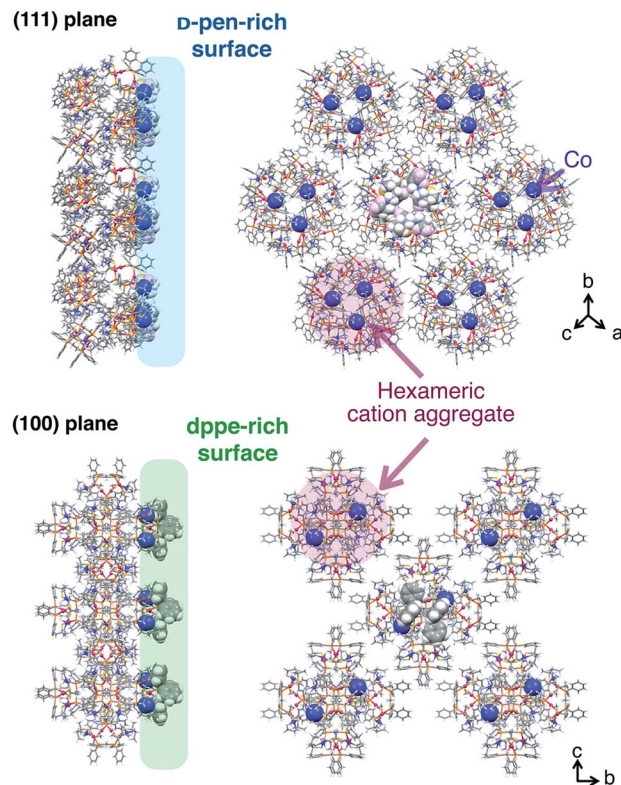 (111) plane
D-pen-rich
surface
Co
b
c
a
Hexameric
cation aggregate
(100) plane
dppe-rich
surface
c
b